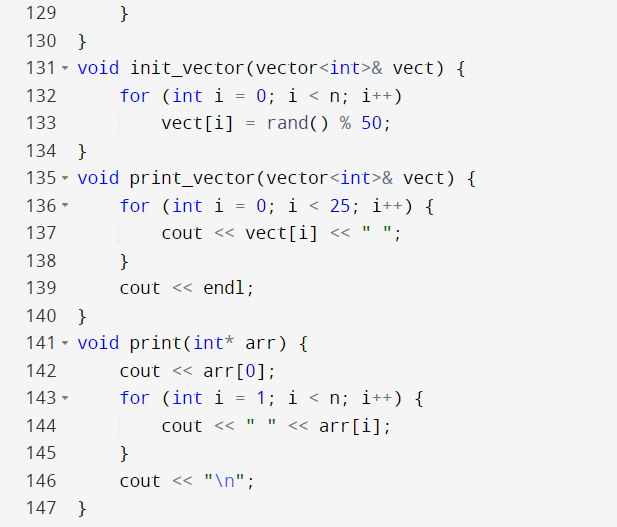 129     }
130 }
131 void init_vector(vector<int>& vect) {
132     for (int i = 0; i < n; i++)
133         vect[i] = rand() % 50;
134 }
135 void print_vector(vector<int>& vect) {
136     for (int i = 0; i < 25; i++) {
137         cout << vect[i] << " ";
138     }
139     cout << endl;
140 }
141 void print(int* arr) {
142     cout << arr[0];
143     for (int i = 1; i < n; i++) {
144         cout << " " << arr[i];
145     }
146     cout << "\n";
147 }